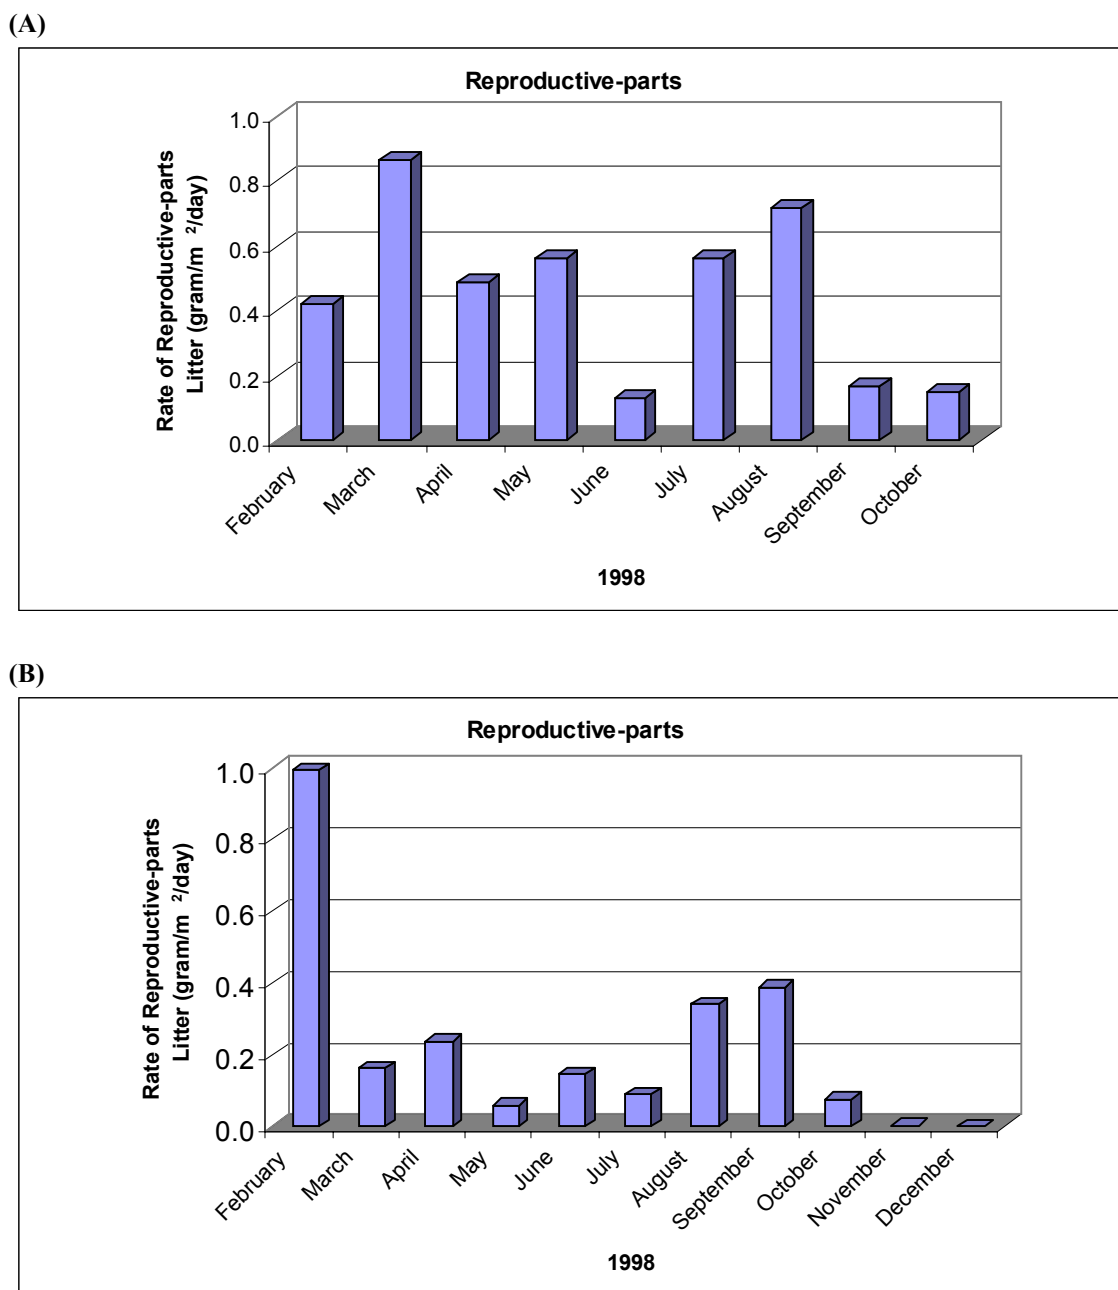 (A)
Reproductive-parts
Rate of Reproductive-parts
Litter (gram/m ²/day)
1.0
0.8
0.6
0.4
0.2
0.0
February
March
April
May
June
July
August
September
October
1998
(B)
Reproductive-parts
Rate of Reproductive-parts
Litter (gram/m ²/day)
1.0
0.8
0.6
0.4
0.2
0.0
February
March
April
May
June
July
August
September
October
November
December
1998